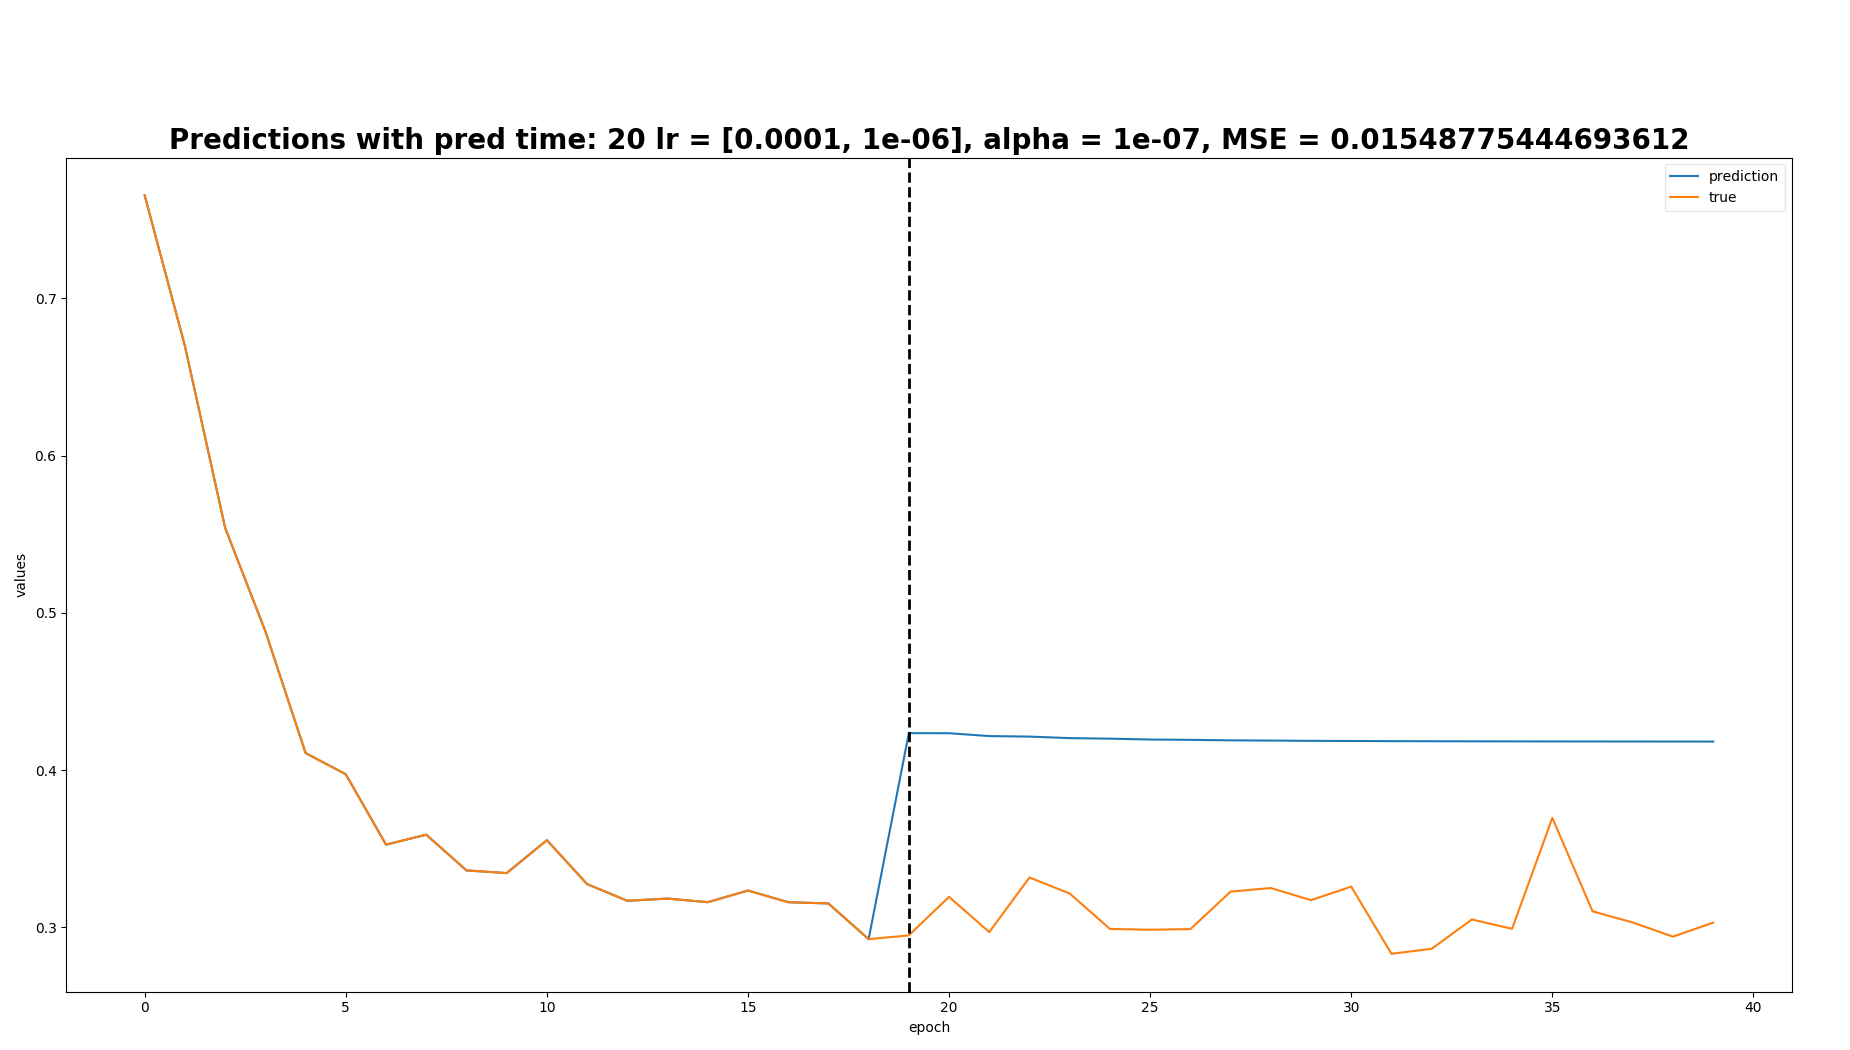 Predictions with pred time: 20 lr = [0.0001, 1e-06], alpha = 1e-07, MSE = 0.01548775444693612
prediction
true
0.7
0.6
0.5
0.4
0.3
values
0 5 10 15 20 25 30 35 40
epoch